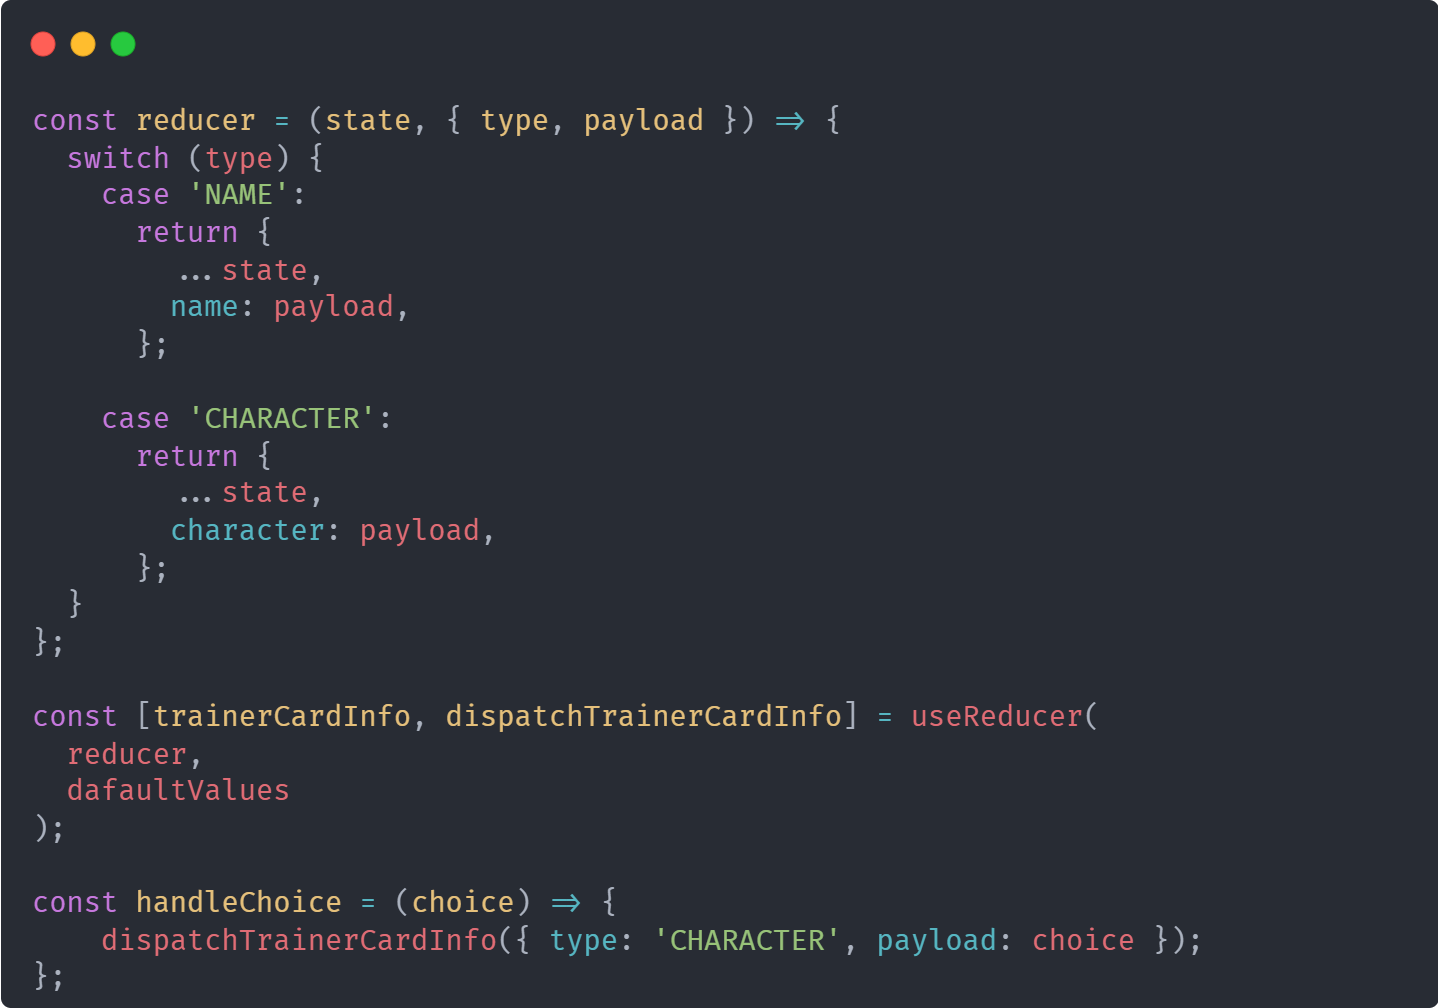 const reducer = (state, { type, payload }) => {
  switch (type) {
    case 'NAME':
      return {
        ...state,
        name: payload,
      };

    case 'CHARACTER':
      return {
        ...state,
        character: payload,
      };
  }
};

const [trainerCardInfo, dispatchTrainerCardInfo] = useReducer(
  reducer,
  dafaultValues
);

const handleChoice = (choice) => {
    dispatchTrainerCardInfo({ type: 'CHARACTER', payload: choice });
};